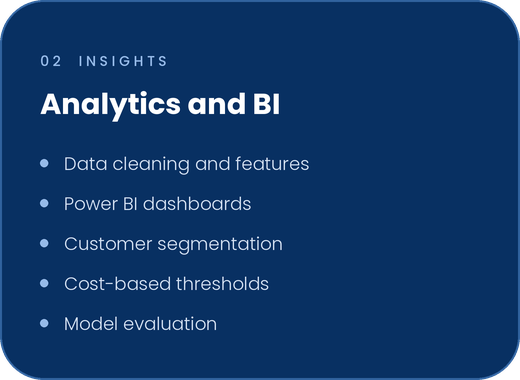 02 INSIGHTS
Analytics and BI
Data cleaning and features
Power BI dashboards
Customer segmentation
Cost-based thresholds
Model evaluation